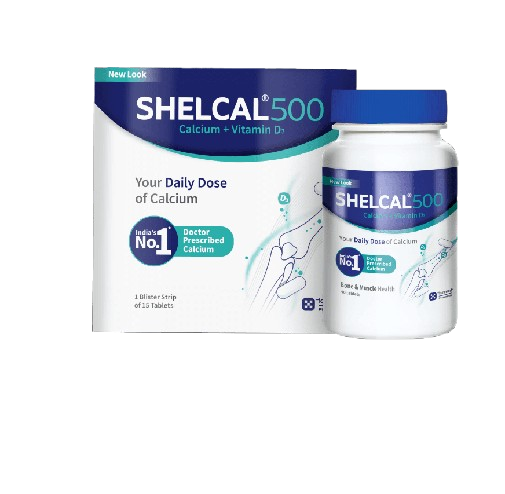 New Look
SHELCAL® 500
Calcium + Vitamin D₃
Your Daily Dose
of Calcium
D₃
India's
No.1*
Doctor
Prescribed
Calcium
1 Blister Strip
of 15 Tablets
New Look
SHELCAL® 500
Calcium + Vitamin D₃
Your Daily Dose of Calcium
India's
No.1*
Doctor
Prescribed
Calcium
Bone & Muscle Health